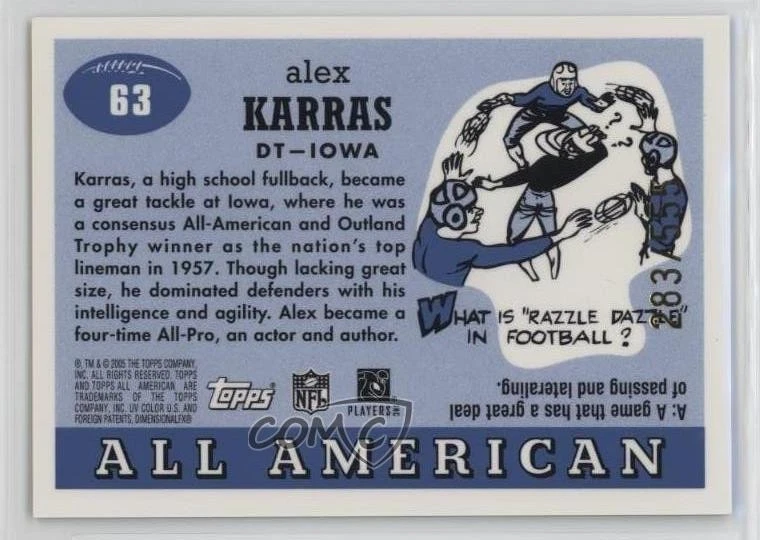 63
alex
KARRAS
DT—IOWA
Karras, a high school fullback, became
a great tackle at Iowa, where he was
a consensus All-American and Outland
Trophy winner as the nation's top
lineman in 1957. Though lacking great
size, he dominated defenders with his
intelligence and agility. Alex became a
four-time All-Pro, an actor and author.
? ? ?
283/555
WHAT IS "RAZZLE DAZZLE"
IN FOOTBALL?
A: A game that has a great deal
of passing and lateraling.
®, TM & © 2005 THE TOPPS COMPANY,
INC. ALL RIGHTS RESERVED. TOPPS
AND TOPPS ALL AMERICAN ARE
TRADEMARKS OF THE TOPPS
COMPANY, INC. UV COLOR U.S. AND
FOREIGN PATENTS, DIMENSIONALFX®
Topps
NFL
PLAYERS INC
COMC
ALL AMERICAN